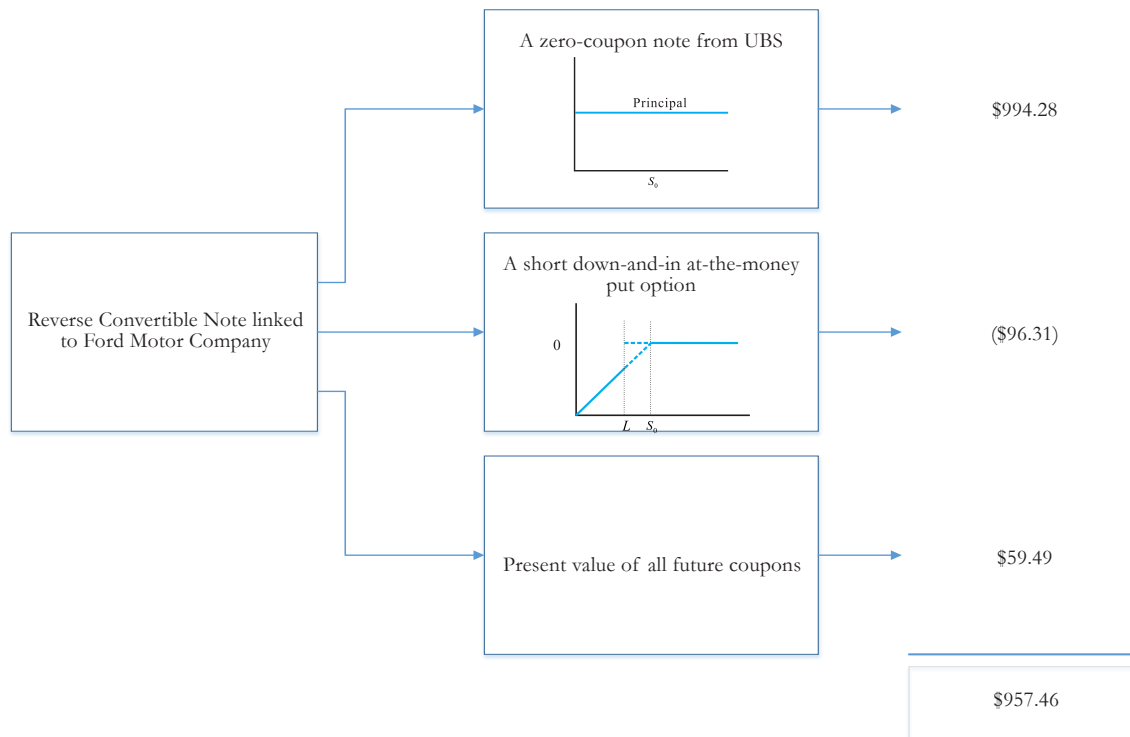 A zero-coupon note from UBS
Principal
S₀
$994.28
Reverse Convertible Note linked
to Ford Motor Company
A short down-and-in at-the-money
put option
0
L S₀
($96.31)
Present value of all future coupons
$59.49
$957.46